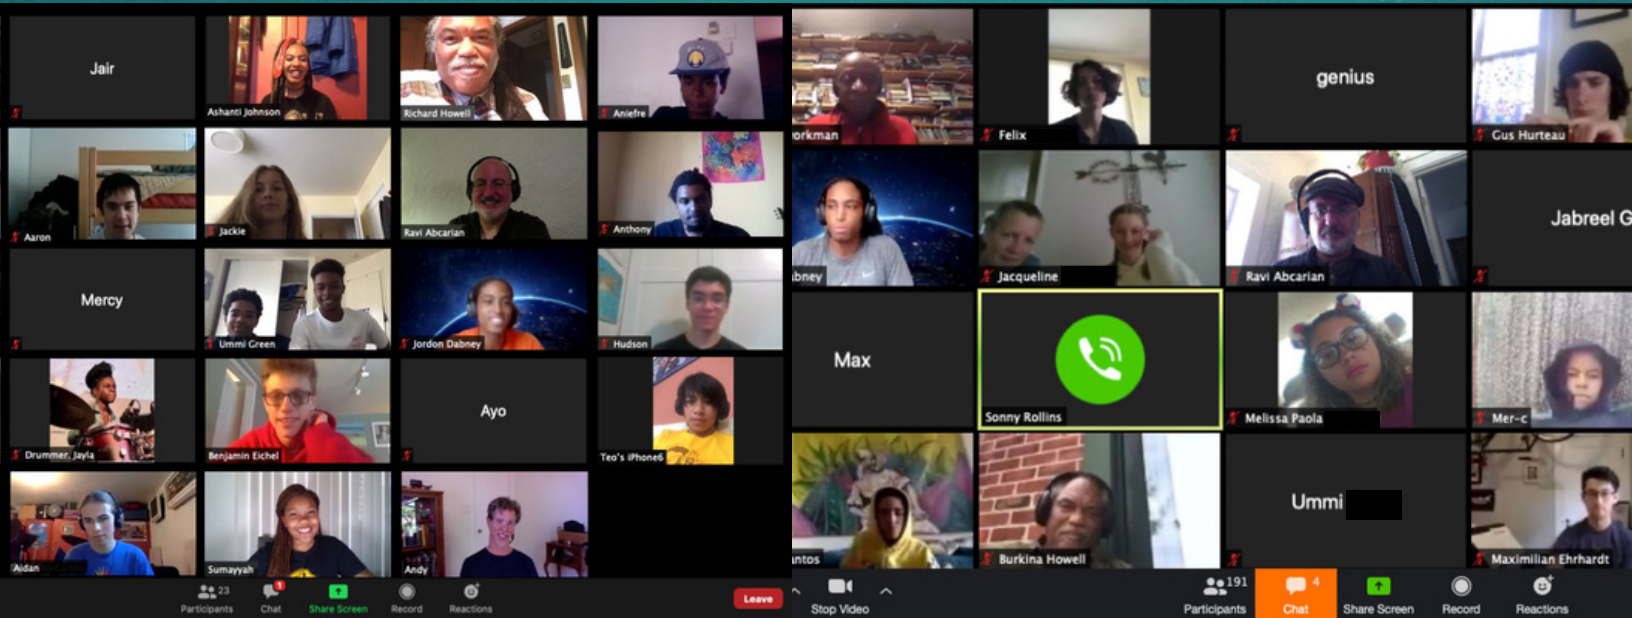 Jair
Ashanti Johnson
Richard Howell
Aniefre
Aaron
Jackie
Ravi Abcarian
Anthony
Mercy
Ummi Green
Jordon Dabney
Hudson
Drummer. Jayla
Benjamin Eichel
Ayo
Teo's iPhone6
Aidan
Sumayyah
Andy
23
1
Participants
Chat
Share Screen
Record
Reactions
Leave
orkman
Felix
genius
Gus Hurteau
bney
Jacqueline
Ravi Abcarian
Jabreel G
Max
Sonny Rollins
Melissa Paola
Mer-c
antos
Burkina Howell
Ummi
Maximilian Ehrhardt
191
4
Stop Video
Participants
Chat
Share Screen
Record
Reactions